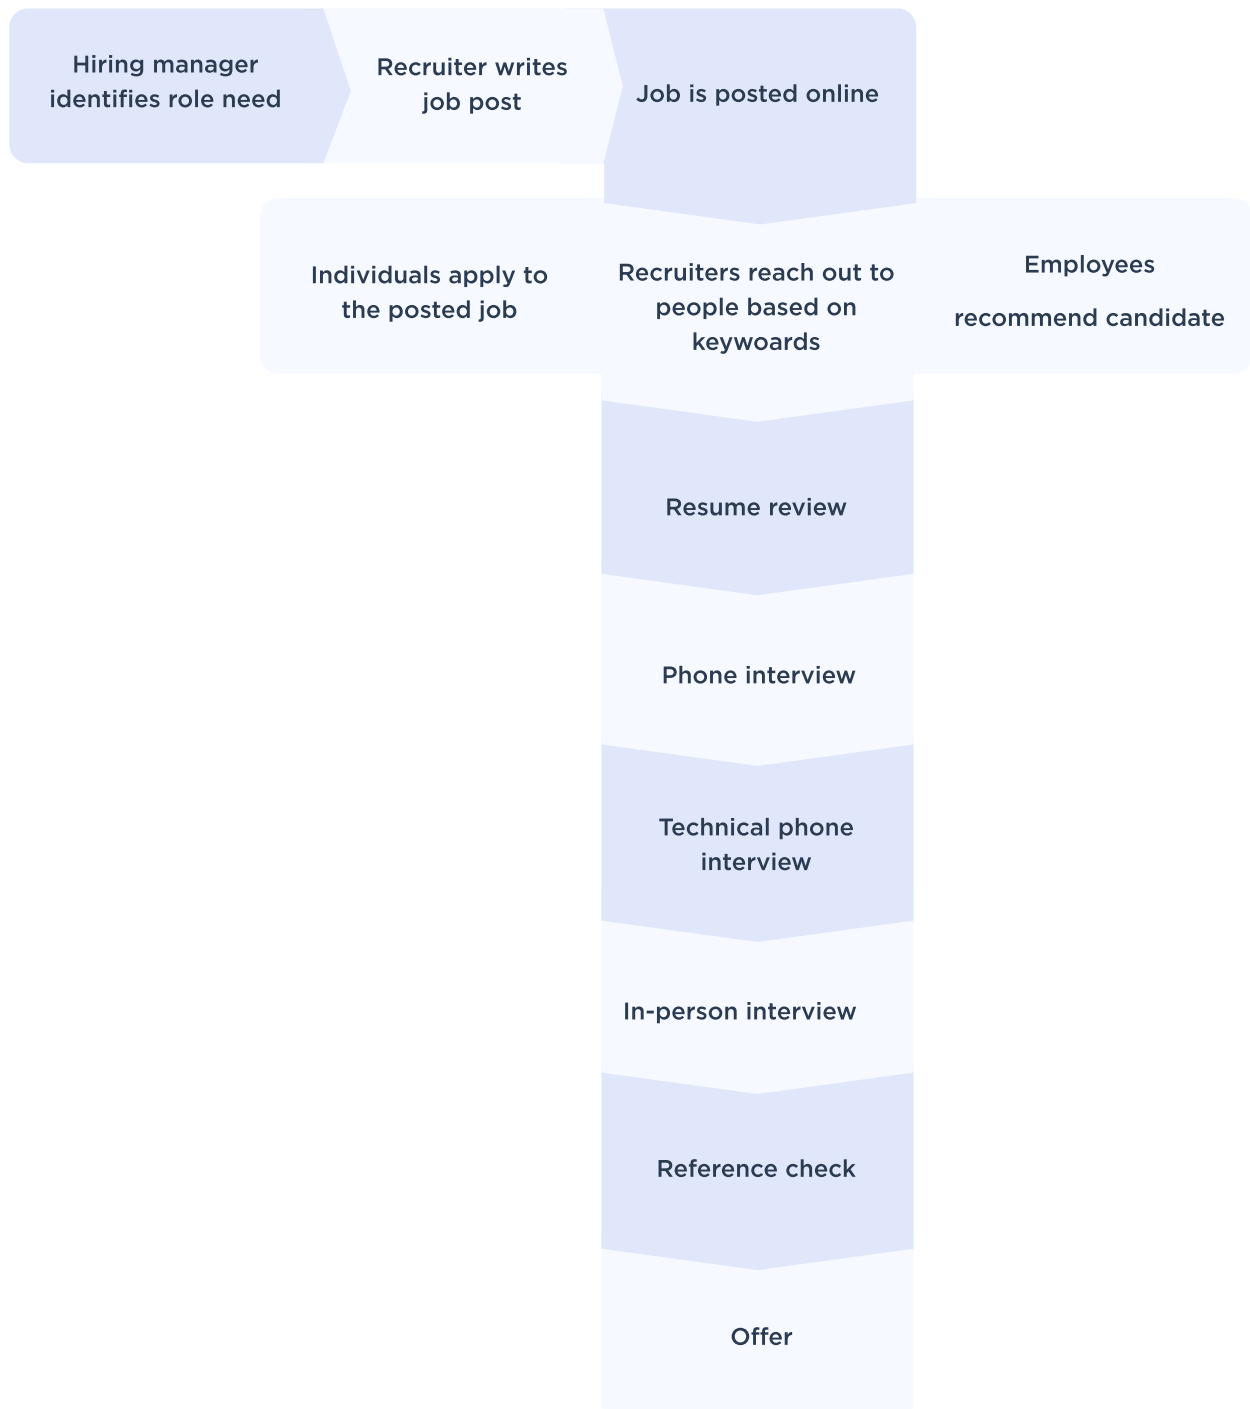 Hiring manager
identifies role need
Recruiter writes
job post
Job is posted online
Individuals apply to
the posted job
Recruiters reach out to
people based on
keywoards
Employees
recommend candidate
Resume review
Phone interview
Technical phone
interview
In-person interview
Reference check
Offer